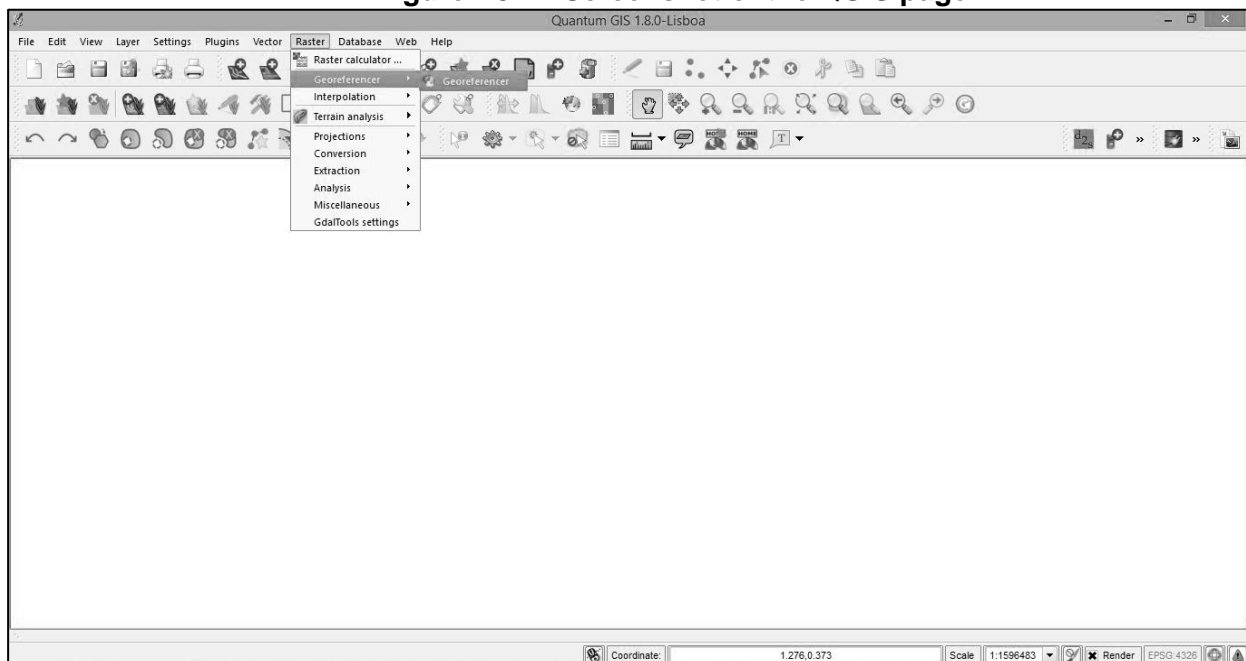 Quantum GIS 1.8.0-Lisboa
File Edit View Layer Settings Plugins Vector Raster Database Web Help
Raster calculator ...
Georeferencer
Georeferencer
Interpolation
Terrain analysis
Projections
Conversion
Extraction
Analysis
Miscellaneous
GdalTools settings
Coordinate: 1.276,0.373 Scale 1:1596483 Render EPSG:4326